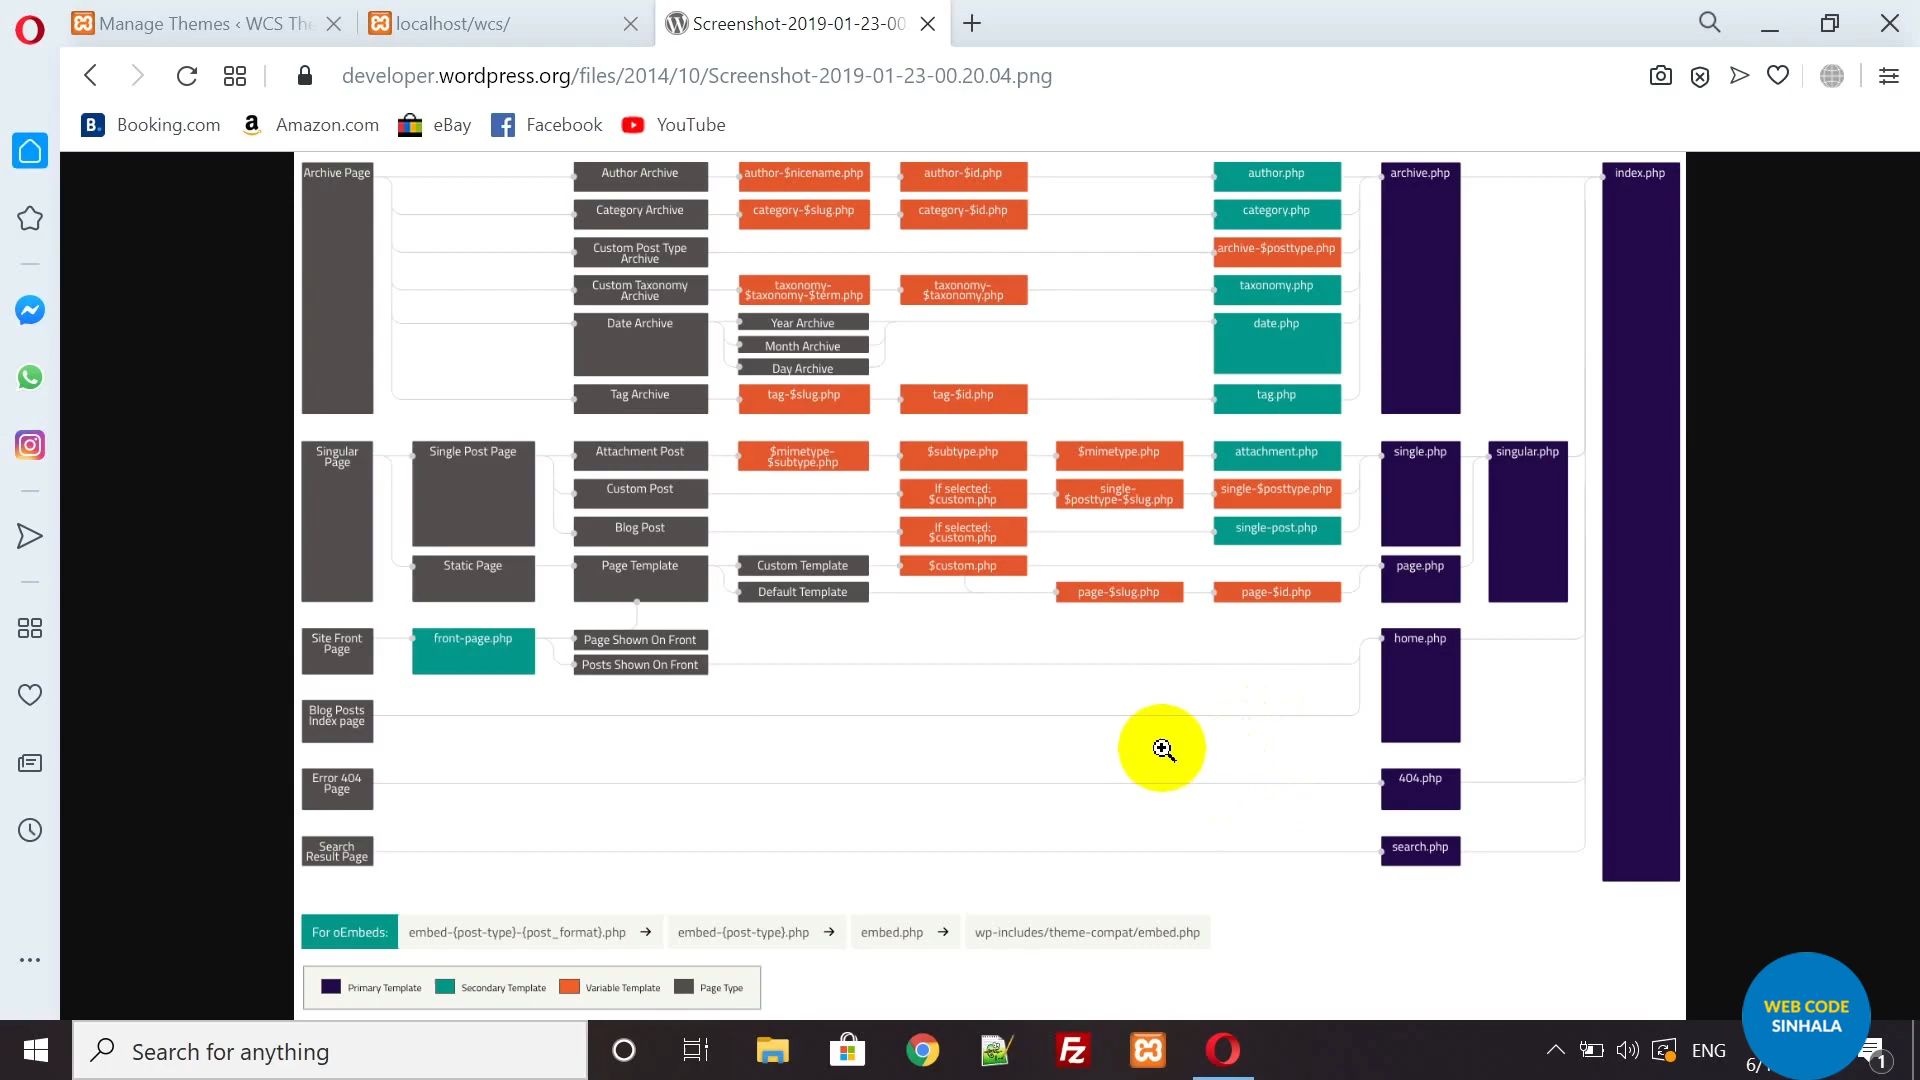 Manage Themes ‹ WCS The
localhost/wcs/
Screenshot-2019-01-23-00
developer.wordpress.org/files/2014/10/Screenshot-2019-01-23-00.20.04.png
Booking.com
Amazon.com
eBay
Facebook
YouTube
Archive Page
Author Archive
author-$nicename.php
author-$id.php
author.php
archive.php
index.php
Category Archive
category-$slug.php
category-$id.php
category.php
Custom Post Type
Archive
archive-$posttype.php
Custom Taxonomy
Archive
taxonomy-
$taxonomy-$term.php
taxonomy-
$taxonomy.php
taxonomy.php
Date Archive
Year Archive
Month Archive
Day Archive
date.php
Tag Archive
tag-$slug.php
tag-$id.php
tag.php
Singular
Page
Single Post Page
Attachment Post
$mimetype-
$subtype.php
$subtype.php
$mimetype.php
attachment.php
single.php
singular.php
Custom Post
If selected:
$custom.php
single-
$posttype-$slug.php
single-$posttype.php
Blog Post
If selected:
$custom.php
single-post.php
Static Page
Page Template
Custom Template
$custom.php
page.php
Default Template
page-$slug.php
page-$id.php
Site Front
Page
front-page.php
Page Shown On Front
Posts Shown On Front
home.php
Blog Posts
Index page
Error 404
Page
404.php
Search
Result Page
search.php
For oEmbeds:
embed-{post-type}-{post_format}.php →
embed-{post-type}.php →
embed.php →
wp-includes/theme-compat/embed.php
Primary Template
Secondary Template
Variable Template
Page Type
WEB CODE
SINHALA
Search for anything
ENG
6/
1